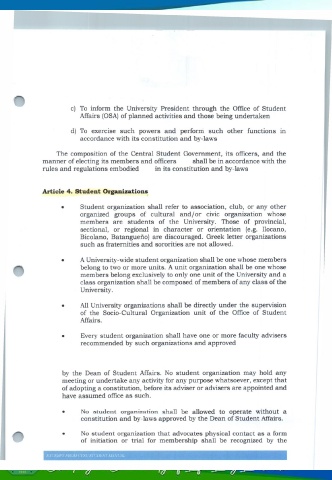 c) To inform the University President through the Office of Student
Affairs (OSA) of planned activities and those being undertaken
d) To exercise such powers and perform such other functions in
accordance with its constitution and by-laws
The composition of the Central Student Government, its officers, and the
manner of electing its members and officers shall be in accordance with the
rules and regulations embodied in its constitution and by-laws
Article 4. Student Organizations
• Student organization shall refer to association, club, or any other
organized groups of cultural and/or civic organization whose
members are students of the University. Those of provincial,
sectional, or regional in character or orientation (e.g. Ilocano,
Bicolano, Batangueño) are discouraged. Greek letter organizations
such as fraternities and sororities are not allowed.
• A University-wide student organization shall be one whose members
belong to two or more units. A unit organization shall be one whose
members belong exclusively to only one unit of the University and a
class organization shall be composed of members of any class of the
University.
• All University organizations shall be directly under the supervision
of the Socio-Cultural Organization unit of the Office of Student
Affairs.
• Every student organization shall have one or more faculty advisers
recommended by such organizations and approved
by the Dean of Student Affairs. No student organization may hold any
meeting or undertake any activity for any purpose whatsoever, except that
of adopting a constitution, before its adviser or advisers are appointed and
have assumed office as such.
• No student organization shall be allowed to operate without a
constitution and by-laws approved by the Dean of Student Affairs.
• No student organization that advocates physical contact as a form
of initiation or trial for membership shall be recognized by the